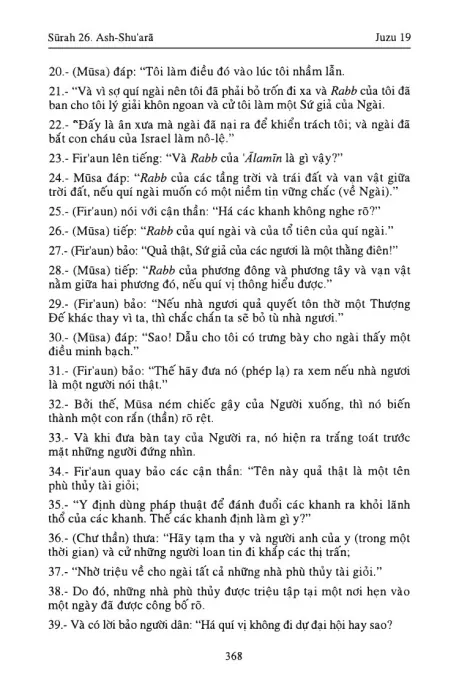 Sūrah 26. Ash-Shu'arā Juzu 19
20.- (Mūsa) đáp: “Tôi làm điều đó vào lúc tôi nhầm lẫn.
21.- “Và vì sợ quí ngài nên tôi đã phải bỏ trốn đi xa và Rabb của tôi đã
ban cho tôi lý giải khôn ngoan và cử tôi làm một Sứ giả của Ngài.
22.- “Đấy là ân xưa mà ngài đã nại ra để khiển trách tôi; và ngài đã
bắt con cháu của Israel làm nô-lệ.”
23.- Fir'aun lên tiếng: “Và Rabb của 'Ālamīn là gì vậy?”
24.- Mūsa đáp: “Rabb của các tầng trời và trái đất và vạn vật giữa
trời đất, nếu quí ngài muốn có một niềm tin vững chắc (về Ngài).”
25.- (Fir'aun) nói với cận thần: “Há các khanh không nghe rõ?”
26.- (Mūsa) tiếp: “Rabb của quí ngài và của tổ tiên của quí ngài.”
27.- (Fir'aun) bảo: “Quả thật, Sứ giả của các ngươi là một thằng điên!”
28.- (Mūsa) tiếp: “Rabb của phương đông và phương tây và vạn vật
nằm giữa hai phương đó, nếu quí vị thông hiểu được.”
29.- (Fir'aun) bảo: “Nếu nhà ngươi quả quyết tôn thờ một Thượng
Đế khác thay vì ta, thì chắc chắn ta sẽ bỏ tù nhà ngươi.”
30.- (Mūsa) đáp: “Sao! Dẫu cho tôi có trưng bày cho ngài thấy một
điều minh bạch.”
31.- (Fir'aun) bảo: “Thế hãy đưa nó (phép lạ) ra xem nếu nhà ngươi
là một người nói thật.”
32.- Bởi thế, Mūsa ném chiếc gậy của Người xuống, thì nó biến
thành một con rắn (thần) rõ rệt.
33.- Và khi đưa bàn tay của Người ra, nó hiện ra trắng toát trước
mặt những người đứng nhìn.
34.- Fir'aun quay bảo các cận thần: “Tên này quả thật là một tên
phù thủy tài giỏi;
35.- “Y định dùng pháp thuật để đánh đuổi các khanh ra khỏi lãnh
thổ của các khanh. Thế các khanh định làm gì y?”
36.- (Chư thần) thưa: “Hãy tạm tha y và người anh của y (trong một
thời gian) và cử những người loan tin đi khắp các thị trấn;
37.- “Nhờ triệu về cho ngài tất cả những nhà phù thủy tài giỏi.”
38.- Do đó, những nhà phù thủy được triệu tập tại một nơi hẹn vào
một ngày đã được công bố rõ.
39.- Và có lời bảo người dân: “Há quí vị không đi dự đại hội hay sao?
368